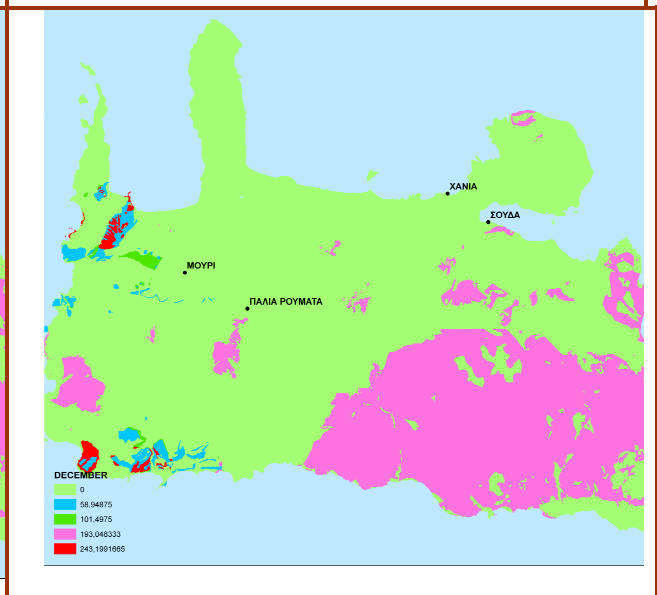 ΧΑΝΙΑ
ΣΟΥΔΑ
ΜΟΥΡΙ
ΠΑΛΙΑ ΡΟΥΜΑΤΑ
DECEMBER
0
58,94875
101,4975
193,048333
243,1991665